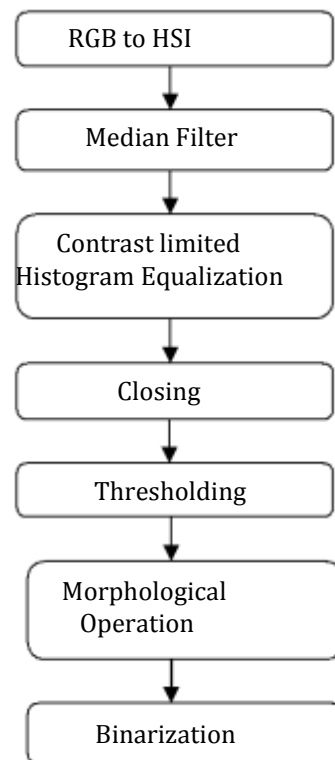 RGB to HSI
Median Filter
Contrast limited
Histogram Equalization
Closing
Thresholding
Morphological
Operation
Binarization